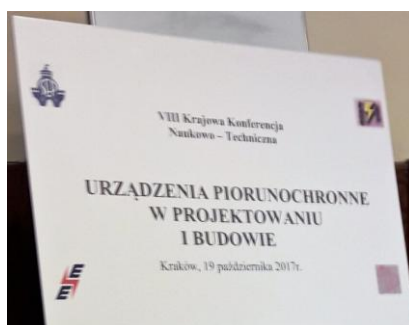 VIII Krajowa Konferencja
Naukowo – Techniczna
URZĄDZENIA PIORUNOCHRONNE
W PROJEKTOWANIU
I BUDOWIE
Kraków, 19 października 2017r.